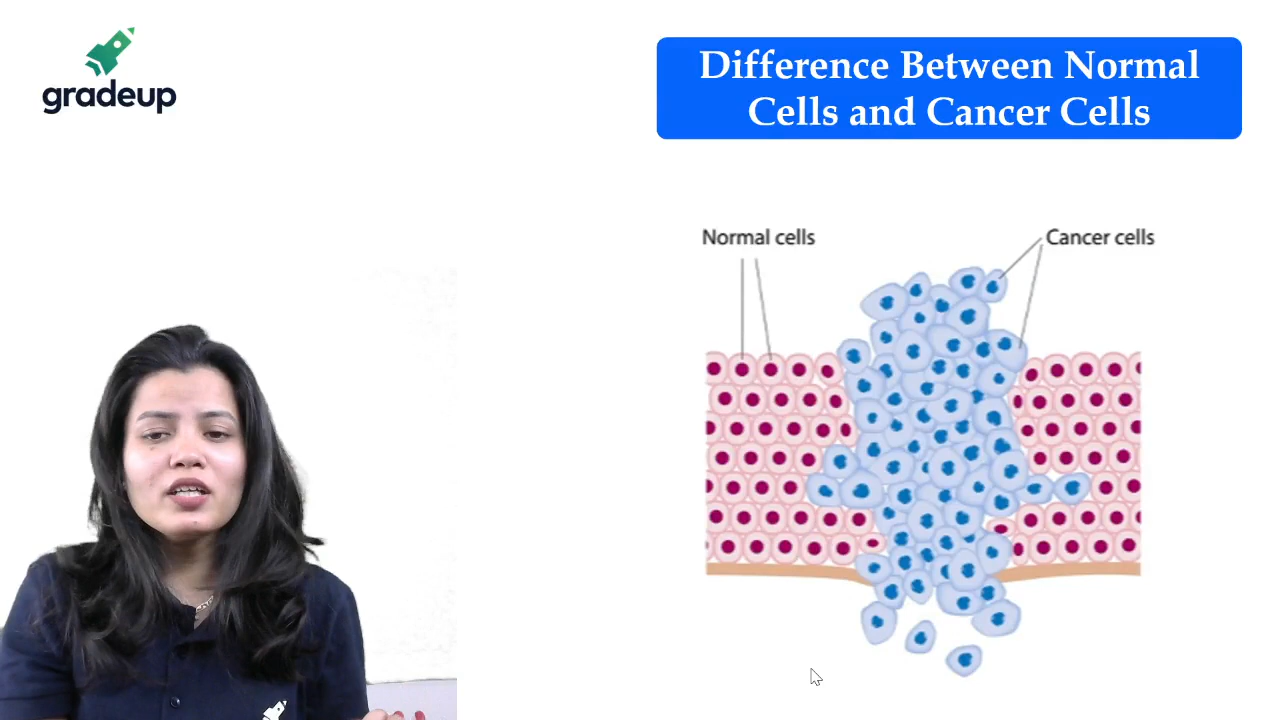 gradeup
Difference Between Normal
Cells and Cancer Cells
Normal cells
Cancer cells